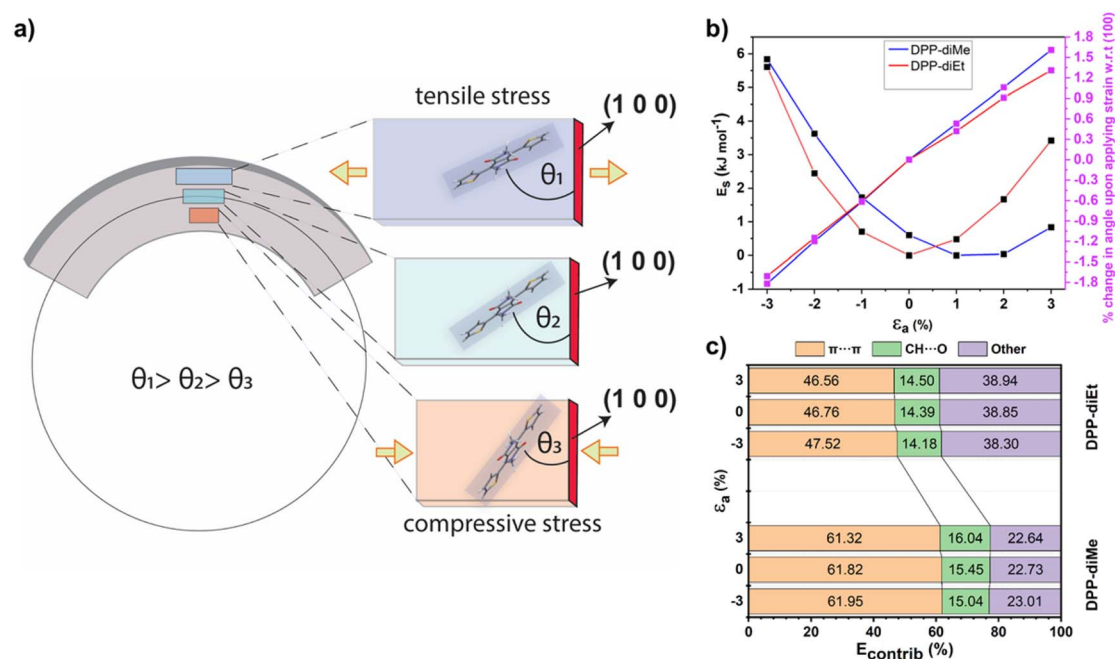 a)
tensile stress
(1 0 0)
θ1
(1 0 0)
θ2
θ1> θ2> θ3
(1 0 0)
θ3
compressive stress
b)
DPP-diMe
DPP-diEt
Es (kJ mol⁻¹)
6
5
4
3
2
1
0
-1
-3 -2 -1 0 1 2 3
εa (%)
1.8
1.5
1.2
0.9
0.6
0.3
0.0
-0.3
-0.6
-0.9
-1.2
-1.5
-1.8
% change in angle upon applying strain w.r.t (100)
c)
π···π CH···O Other
3 46.56 14.50 38.94
0 46.76 14.39 38.85
-3 47.52 14.18 38.30
DPP-diEt
εa (%)
3 61.32 16.04 22.64
0 61.82 15.45 22.73
-3 61.95 15.04 23.01
DPP-diMe
0 20 40 60 80 100
Econtrib (%)